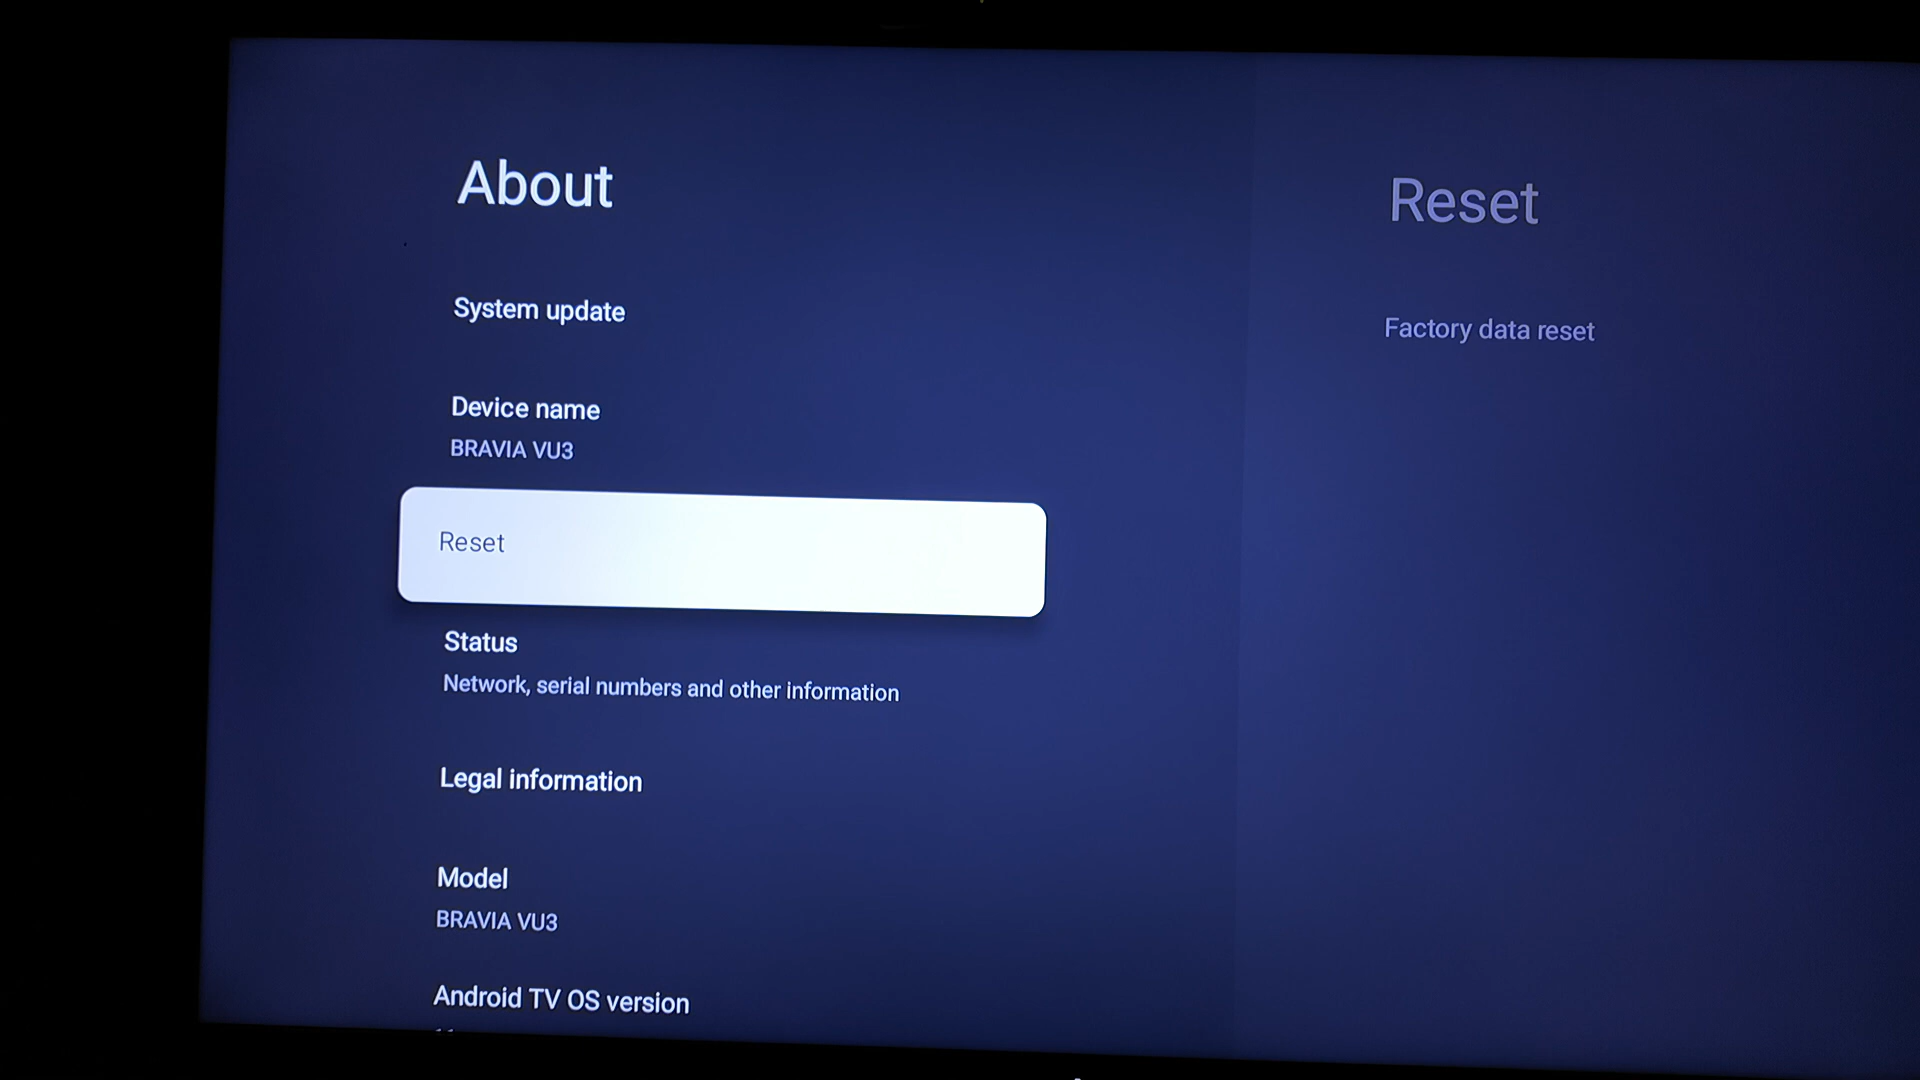 About
System update
Device name
BRAVIA VU3
Reset
Status
Network, serial numbers and other information
Legal information
Model
BRAVIA VU3
Android TV OS version
Reset
Factory data reset